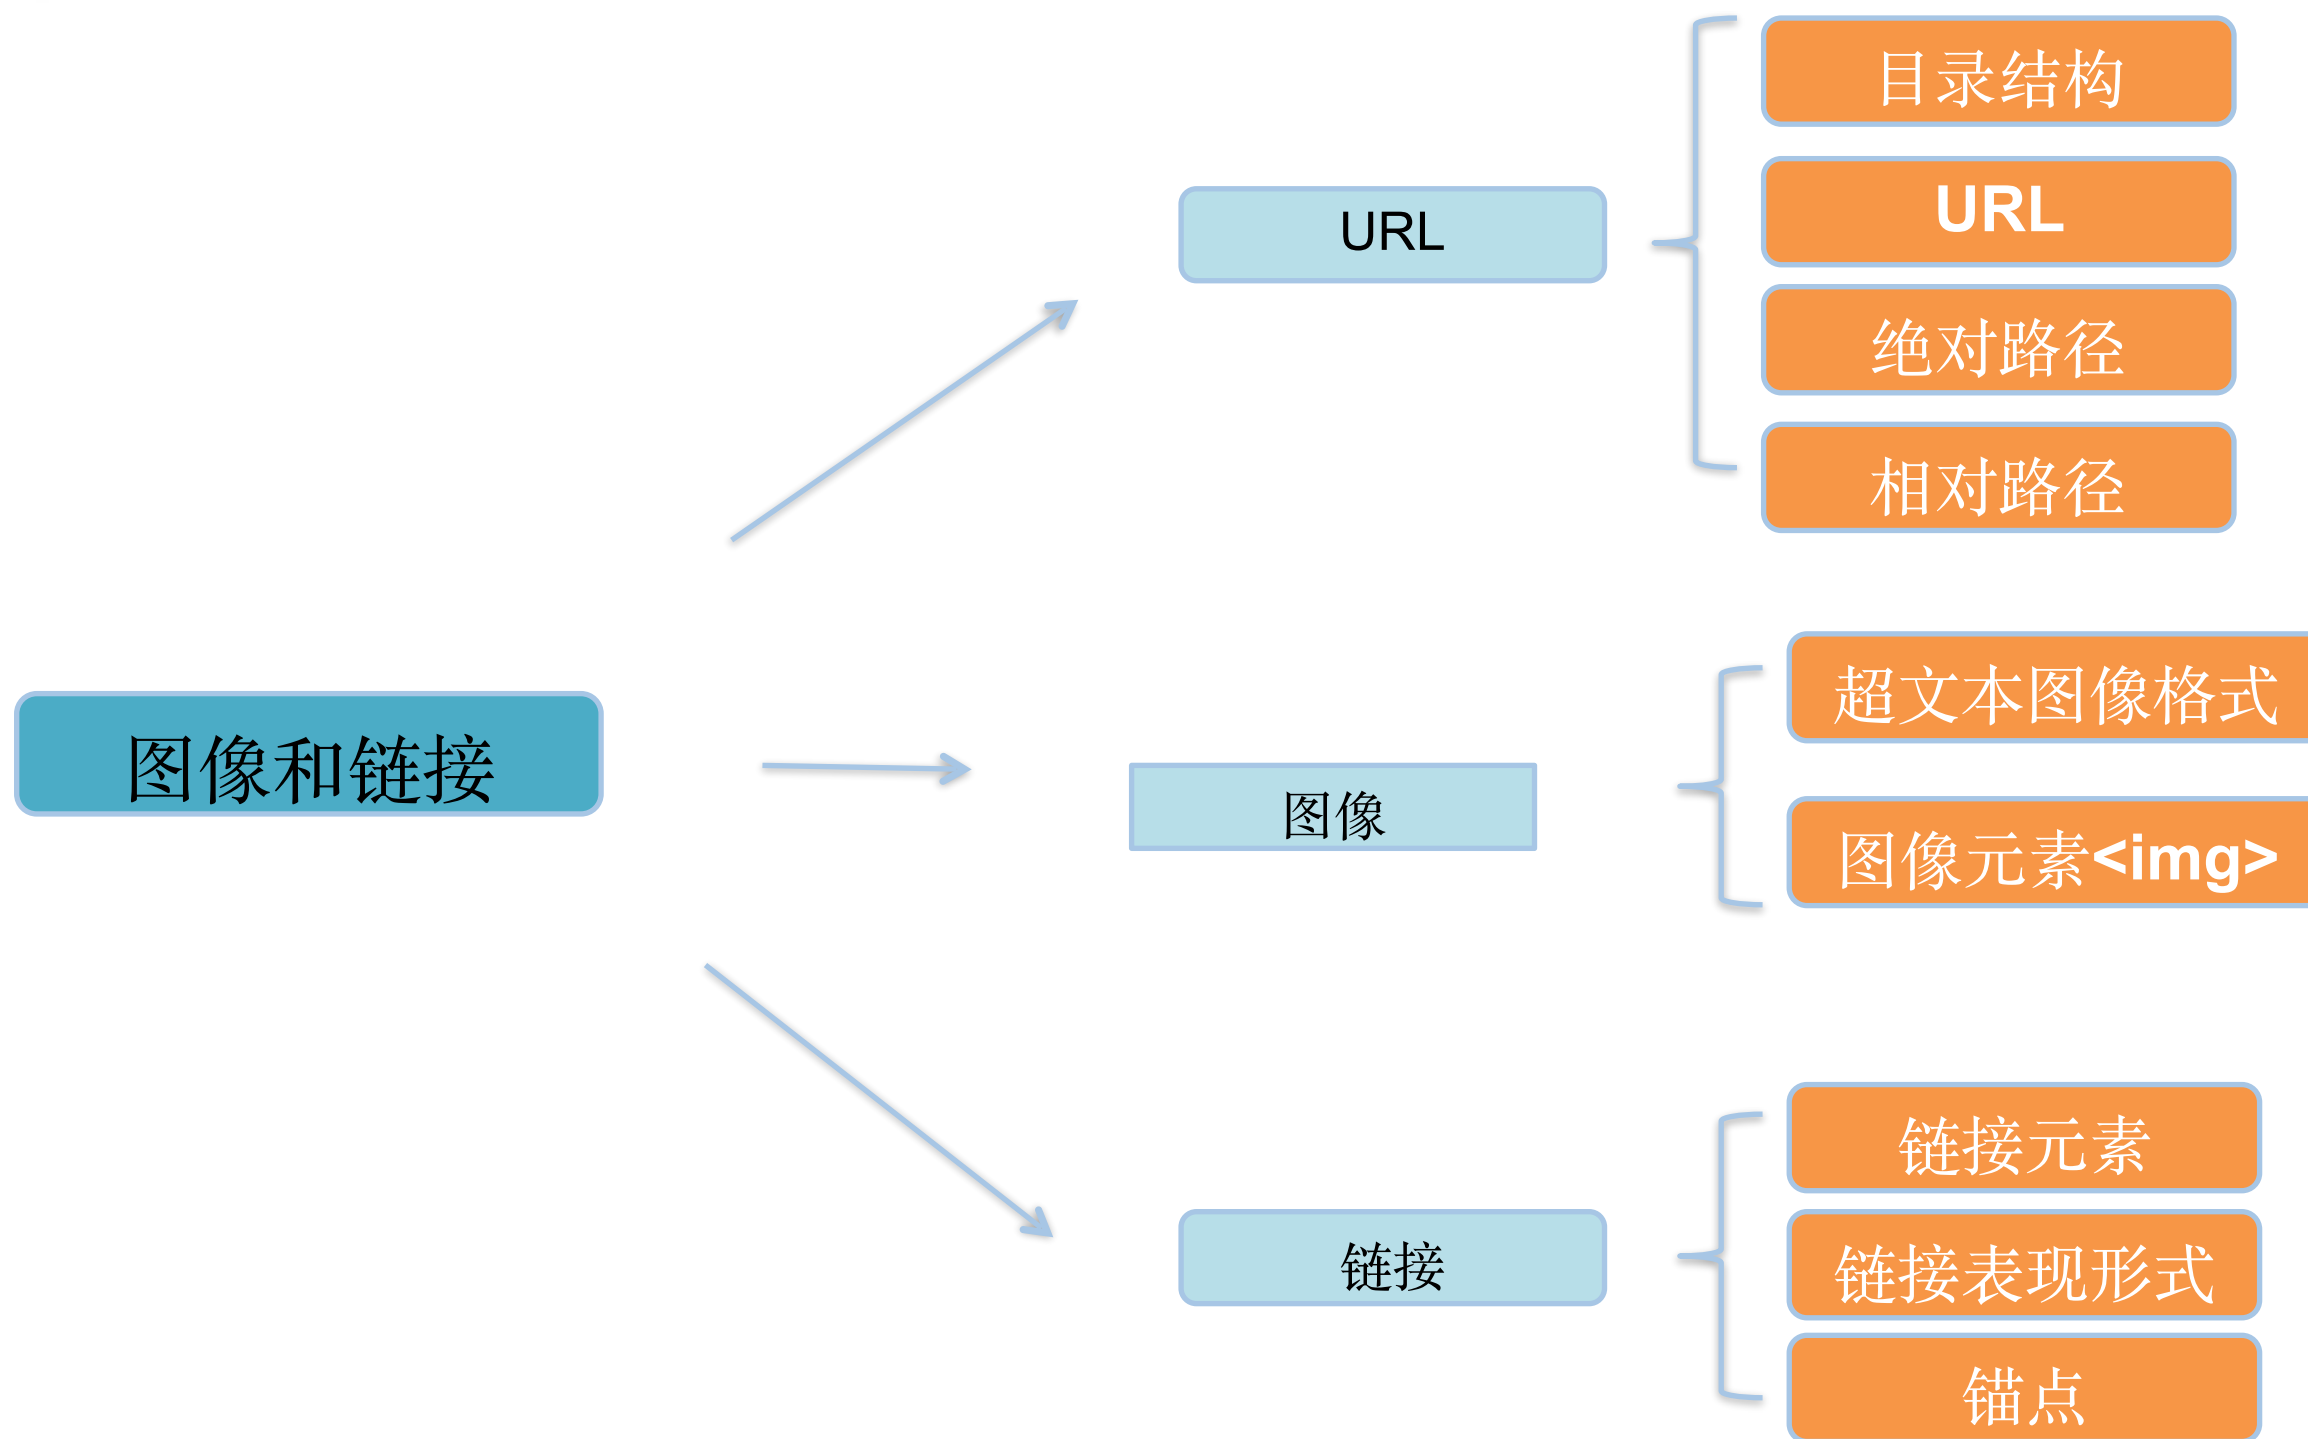 图像和链接
URL
目录结构
URL
绝对路径
相对路径
图像
超文本图像格式
图像元素<img>
链接
链接元素
链接表现形式
锚点